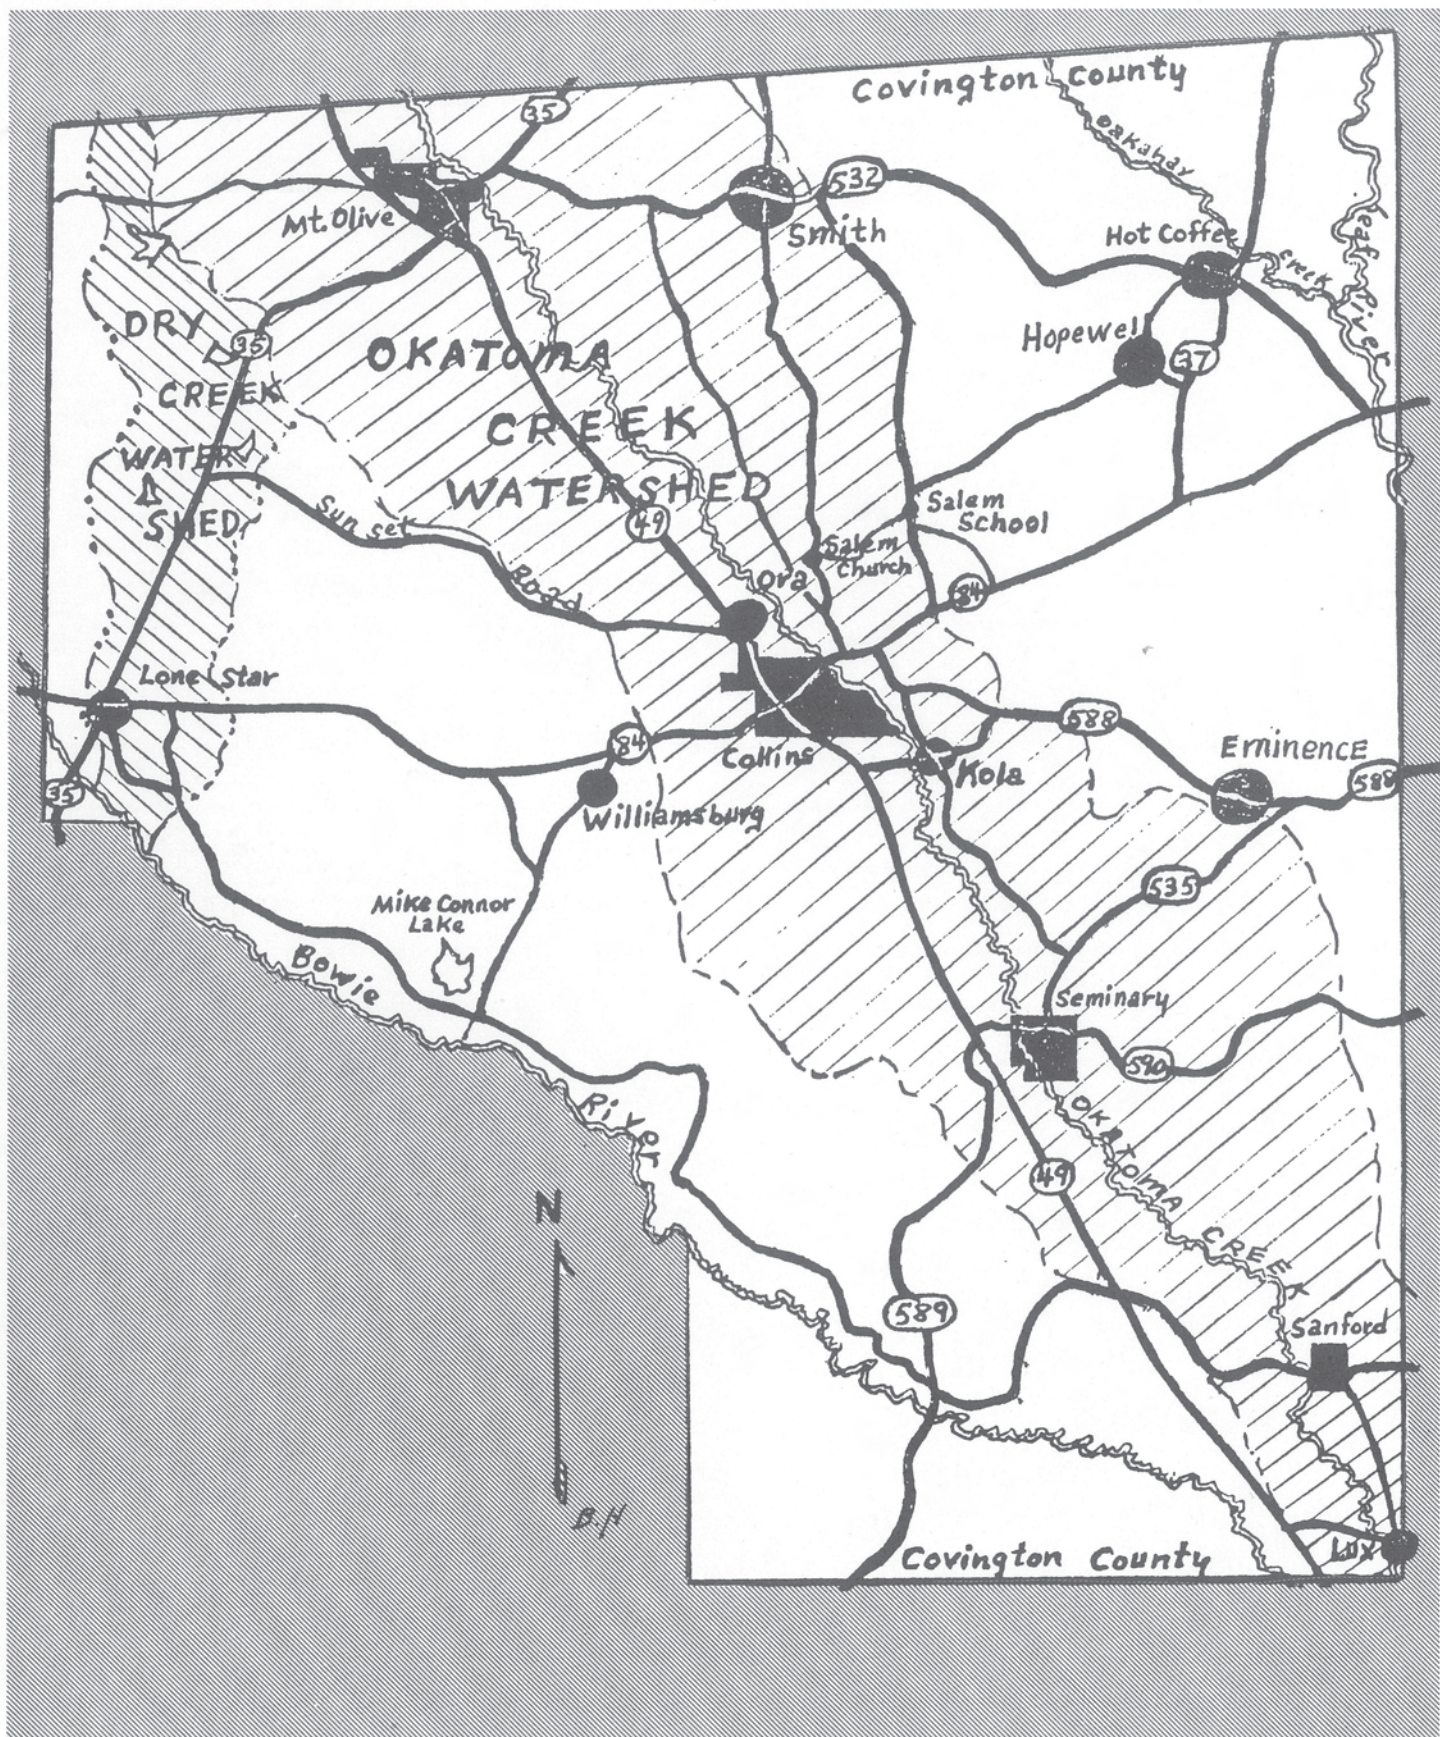 Covington County
35
532
Oakahay
Mt. Olive
Smith
Hot Coffee
Creek
Leaf River
DRY
35
Hopewell
37
OKATOMA
CREEK
CREEK
WATER
WATERSHED
SHED
Sunset
Road
49
Salem
School
Salem
Church
Ora
84
Lone Star
588
84
Collins
Eminence
588
Kola
35
Williamsburg
535
Mike Connor
Lake
Bowie
River
Seminary
590
OKATOMA CREEK
49
N
589
Sanford
B.N
Covington County
Lux